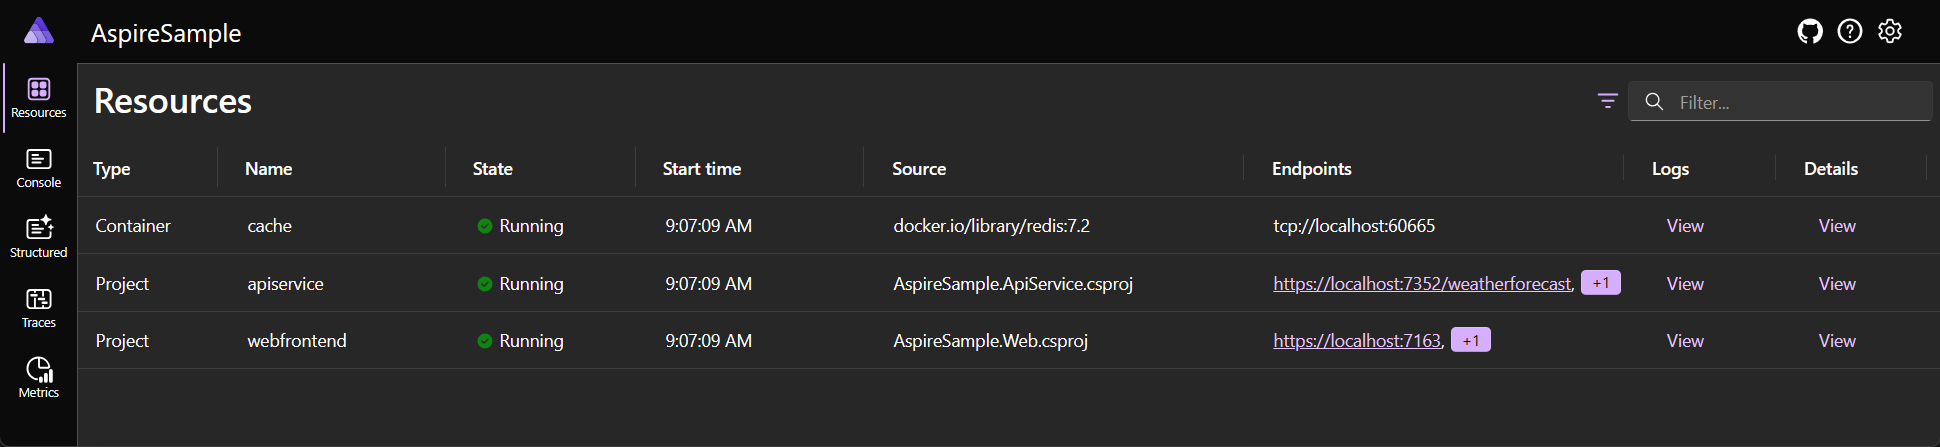 AspireSample
Resources
Resources
Filter...
Type Name State Start time Source Endpoints Logs Details
Container cache Running 9:07:09 AM docker.io/library/redis:7.2 tcp://localhost:60665 View View
Project apiservice Running 9:07:09 AM AspireSample.ApiService.csproj https://localhost:7352/weatherforecast, +1 View View
Project webfrontend Running 9:07:09 AM AspireSample.Web.csproj https://localhost:7163, +1 View View
Console
Structured
Traces
Metrics